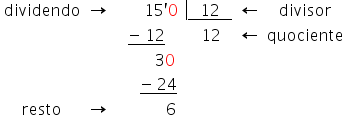 dividendo → 15'0 12 ← divisor
− 12 12 ← quociente
30
− 24
resto → 6